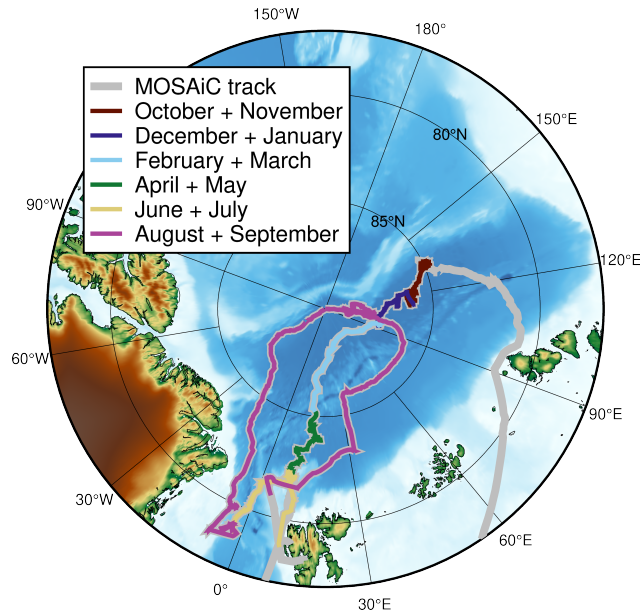 150°W
180°
MOSAiC track
October + November
December + January
February + March
April + May
June + July
August + September
80°N
150°E
85°N
90°W
120°E
60°W
90°E
30°W
60°E
0°
30°E